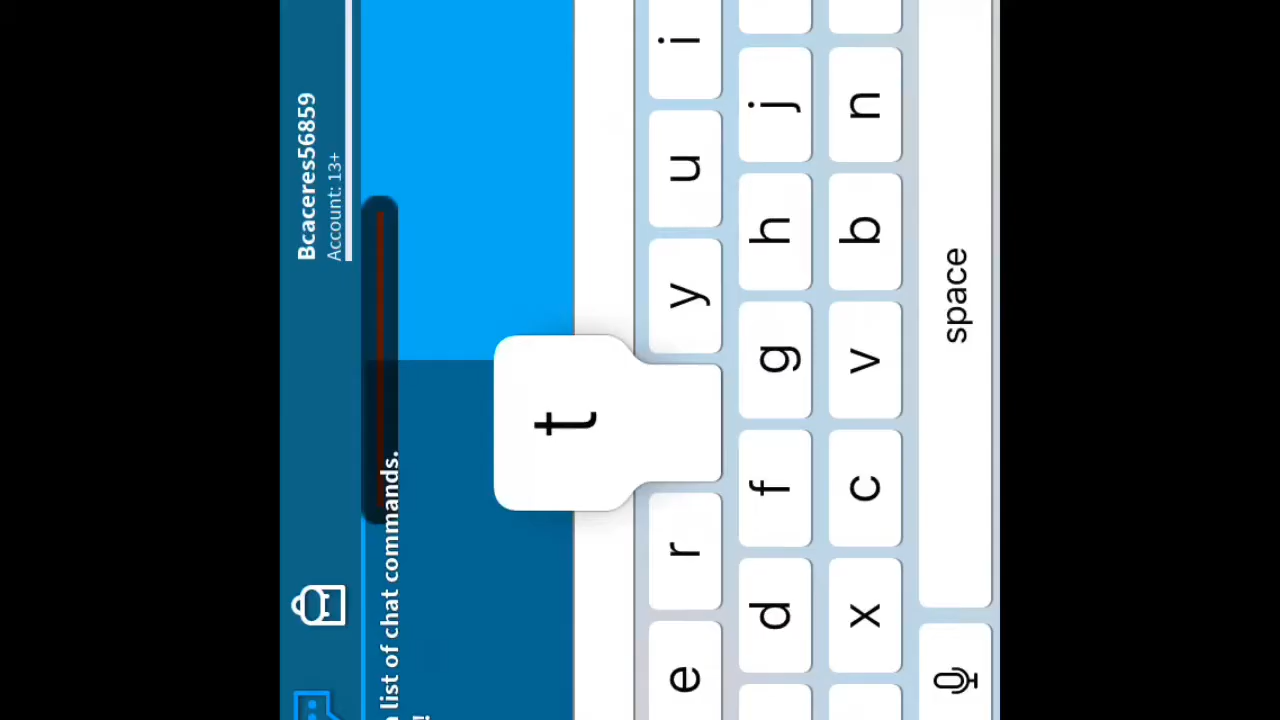 Bcaceres56859
Account: 13+
list of chat commands.
!
t
e r y u i
d f g h j
x c v b n
space